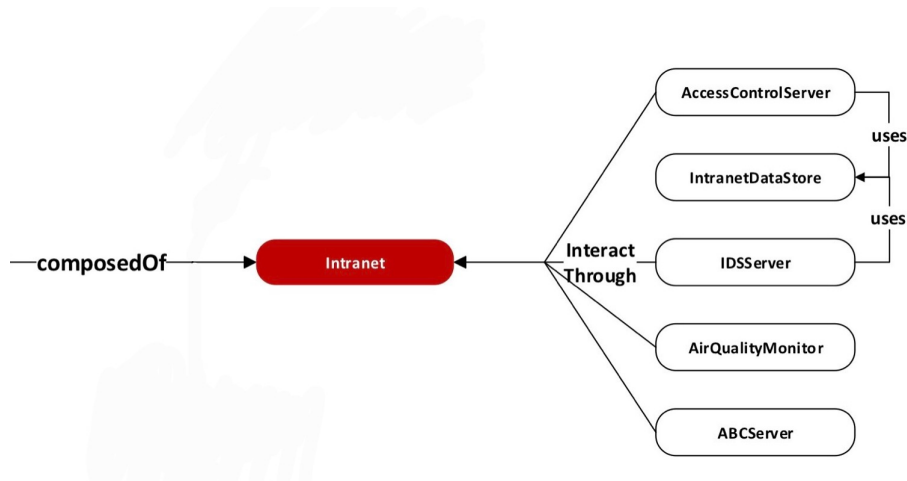 AccessControlServer
uses
IntranetDataStore
uses
composedOf
Intranet
Interact
Through
IDSServer
AirQualityMonitor
ABCServer